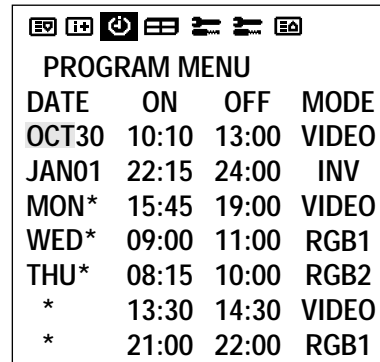 PROGRAM MENU
DATE ON OFF MODE
OCT30 10:10 13:00 VIDEO
JAN01 22:15 24:00 INV
MON* 15:45 19:00 VIDEO
WED* 09:00 11:00 RGB1
THU* 08:15 10:00 RGB2
* 13:30 14:30 VIDEO
* 21:00 22:00 RGB1